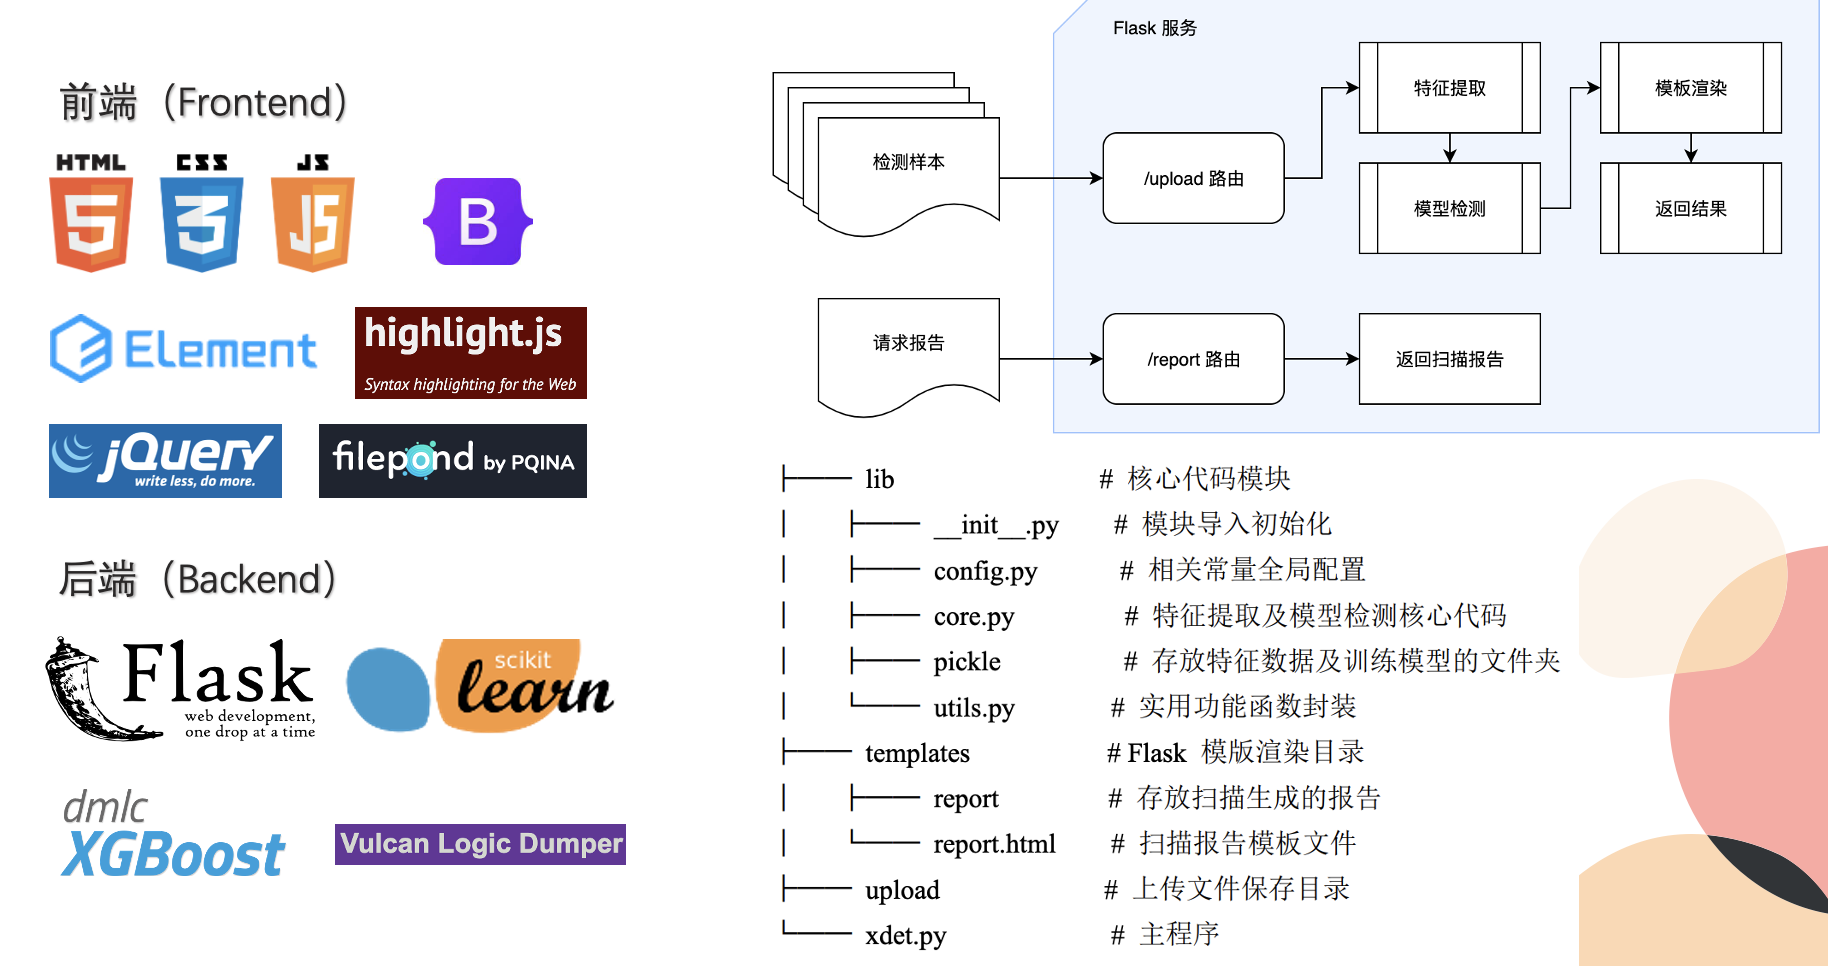 前端（Frontend）
HTML CSS JS
5 3 JS
B
Element
highlight.js
Syntax highlighting for the Web
jQuery
write less, do more.
filepond by PQINA
后端（Backend）
Flask
web development,
one drop at a time
scikit
learn
dmlc
XGBoost
Vulcan Logic Dumper
Flask 服务
检测样本
/upload 路由
特征提取
模型检测
模板渲染
返回结果
请求报告
/report 路由
返回扫描报告
├── lib # 核心代码模块
│ ├── __init__.py # 模块导入初始化
│ ├── config.py # 相关常量全局配置
│ ├── core.py # 特征提取及模型检测核心代码
│ ├── pickle # 存放特征数据及训练模型的文件夹
│ └── utils.py # 实用功能函数封装
├── templates # Flask 模版渲染目录
│ ├── report # 存放扫描生成的报告
│ └── report.html # 扫描报告模板文件
├── upload # 上传文件保存目录
└── xdet.py # 主程序